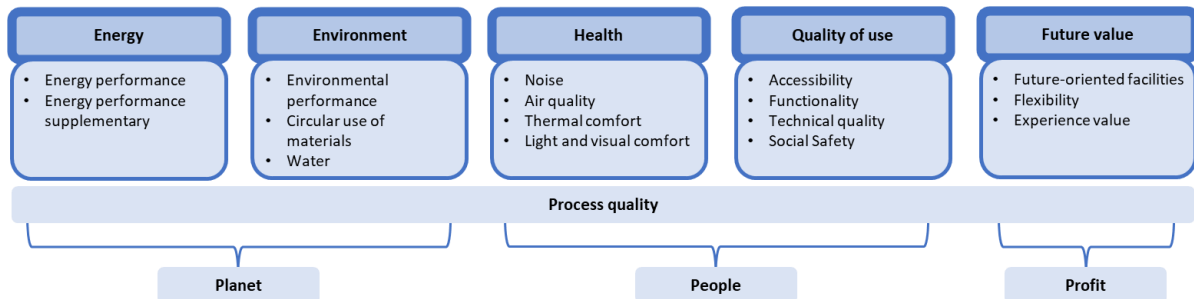 Energy
• Energy performance
• Energy performance
supplementary
Environment
• Environmental
performance
• Circular use of
materials
• Water
Health
• Noise
• Air quality
• Thermal comfort
• Light and visual comfort
Quality of use
• Accessibility
• Functionality
• Technical quality
• Social Safety
Future value
• Future-oriented facilities
• Flexibility
• Experience value
Process quality
Planet
People
Profit